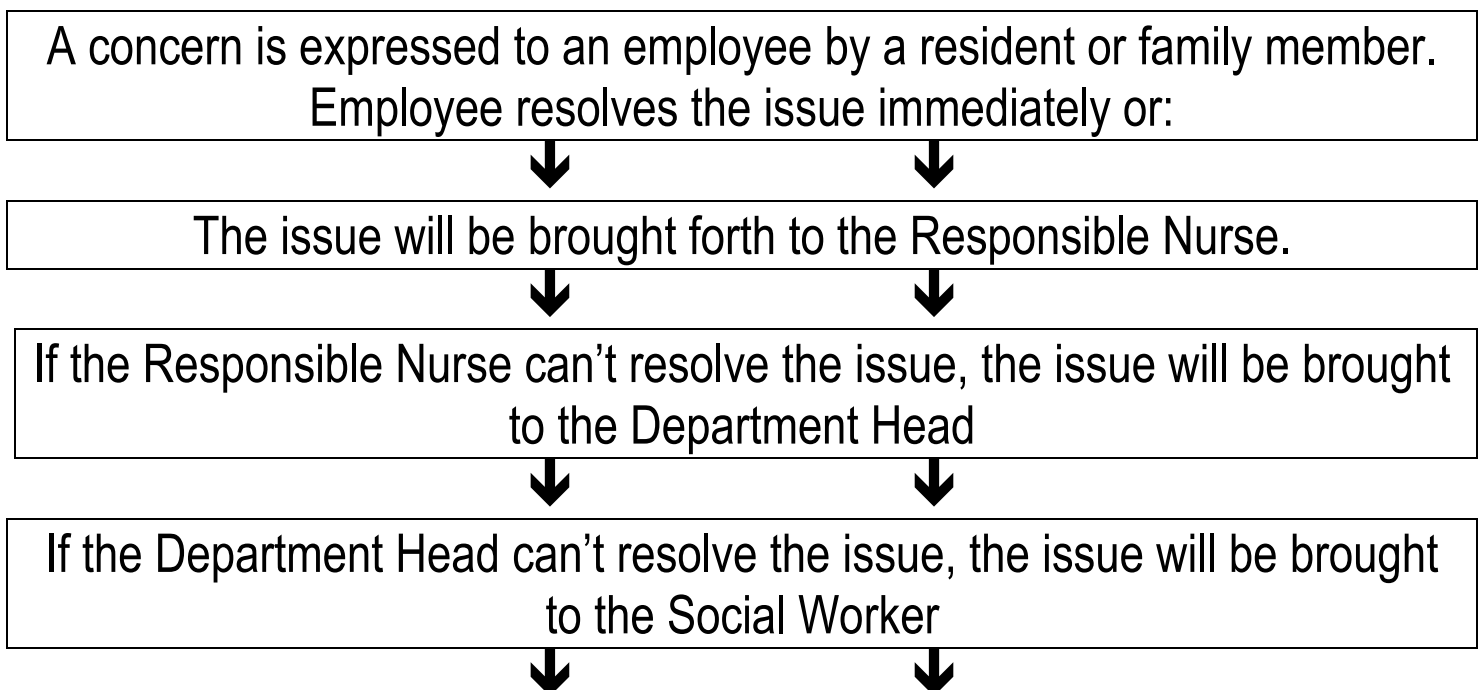 A concern is expressed to an employee by a resident or family member.
Employee resolves the issue immediately or:
The issue will be brought forth to the Responsible Nurse.
If the Responsible Nurse can’t resolve the issue, the issue will be brought
to the Department Head
If the Department Head can’t resolve the issue, the issue will be brought
to the Social Worker